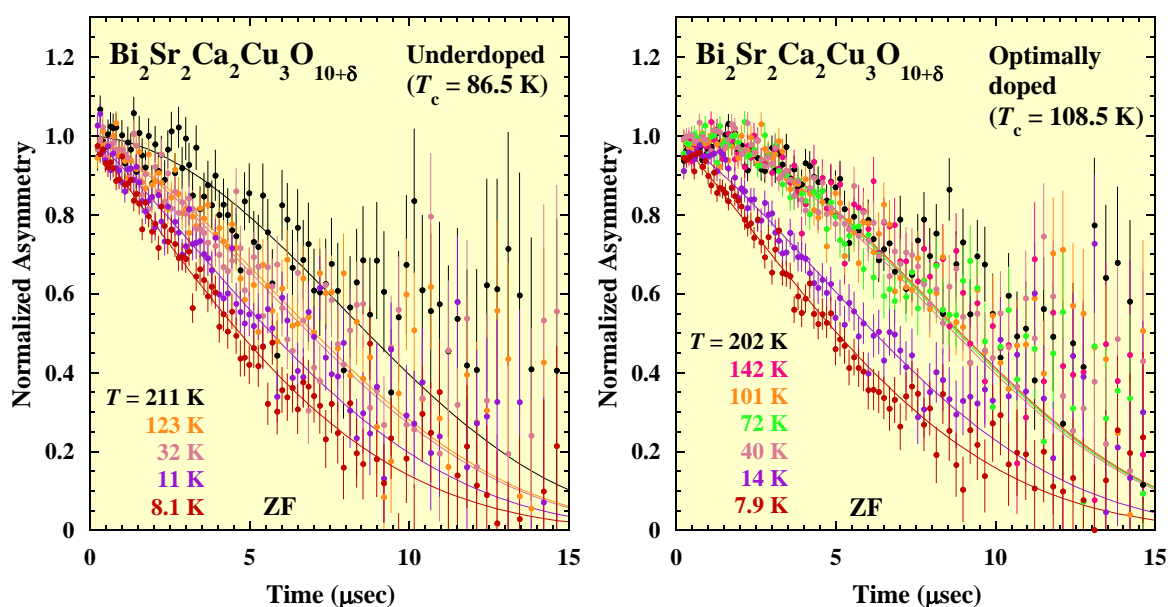 Bi2Sr2Ca2Cu3O10+δ
Underdoped
(Tc = 86.5 K)
Normalized Asymmetry
1.2
1.0
0.8
0.6
0.4
0.2
0
T = 211 K
123 K
32 K
11 K
8.1 K
ZF
0 5 10 15
Time (μsec)
Bi2Sr2Ca2Cu3O10+δ
Optimally
doped
(Tc = 108.5 K)
Normalized Asymmetry
1.2
1.0
0.8
0.6
0.4
0.2
0
T = 202 K
142 K
101 K
72 K
40 K
14 K
7.9 K
ZF
0 5 10 15
Time (μsec)